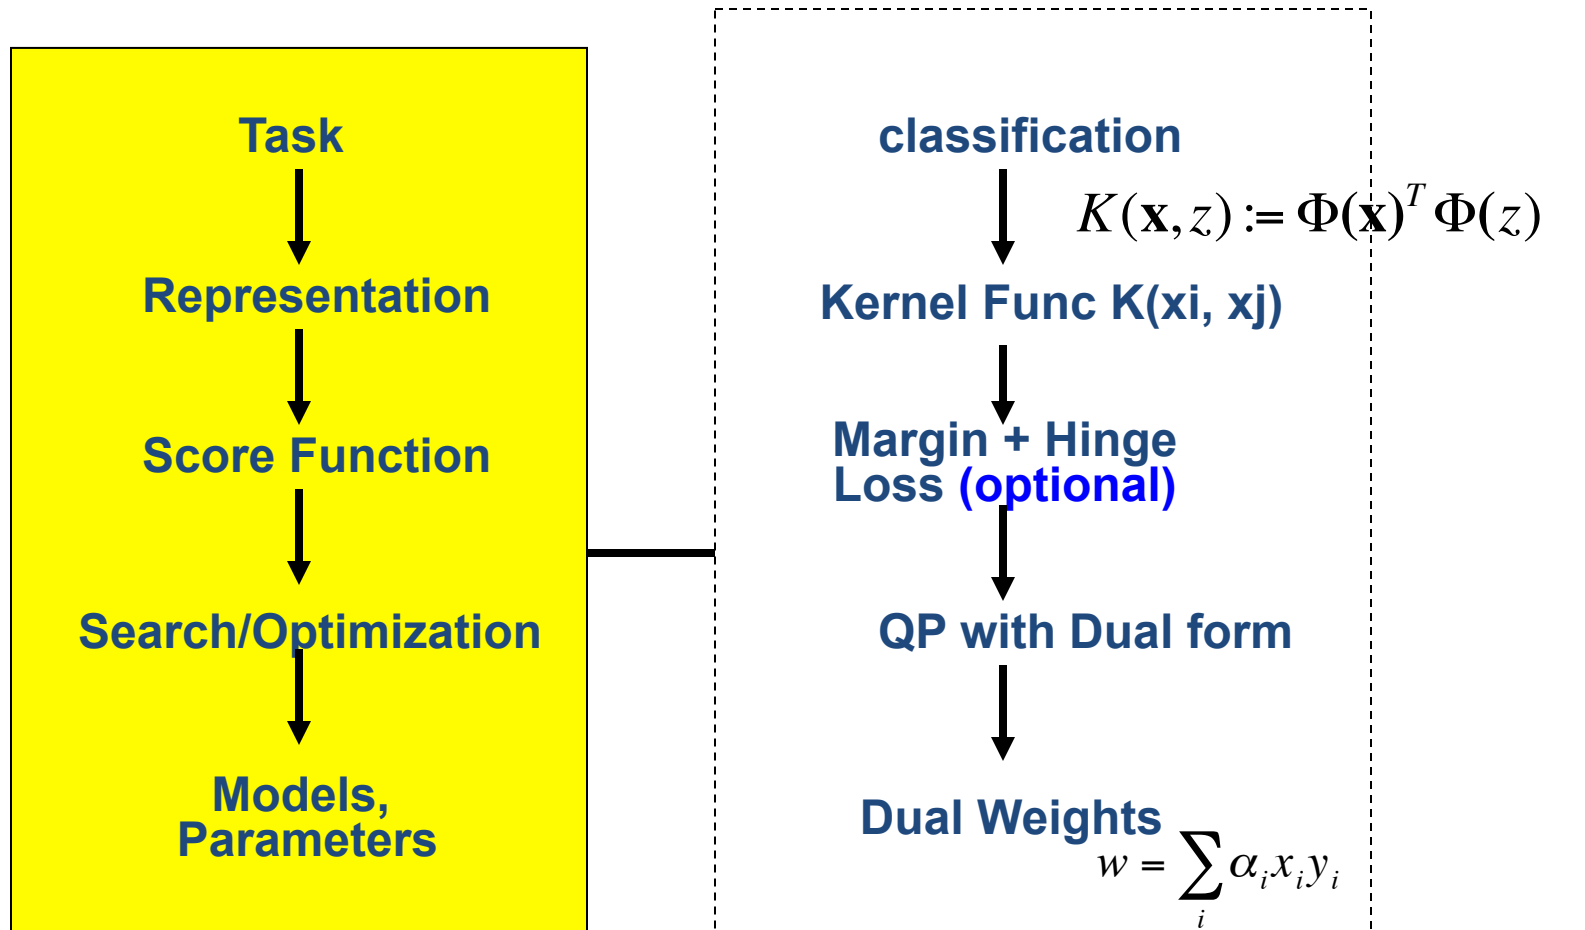 Task
Representation
Score Function
Search/Optimization
Models,
Parameters
classification
K(x, z) := Φ(x)^T Φ(z)
Kernel Func K(xi, xj)
Margin + Hinge
Loss (optional)
QP with Dual form
Dual Weights
w = ∑_i α_i x_i y_i